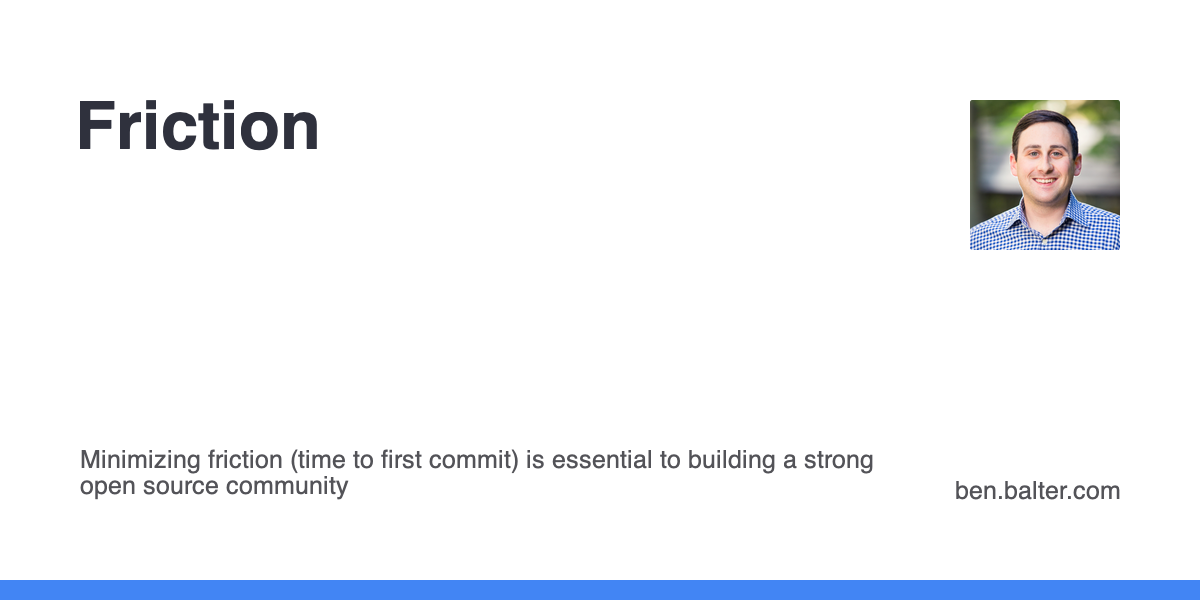 Friction
Minimizing friction (time to first commit) is essential to building a strong
open source community
ben.balter.com